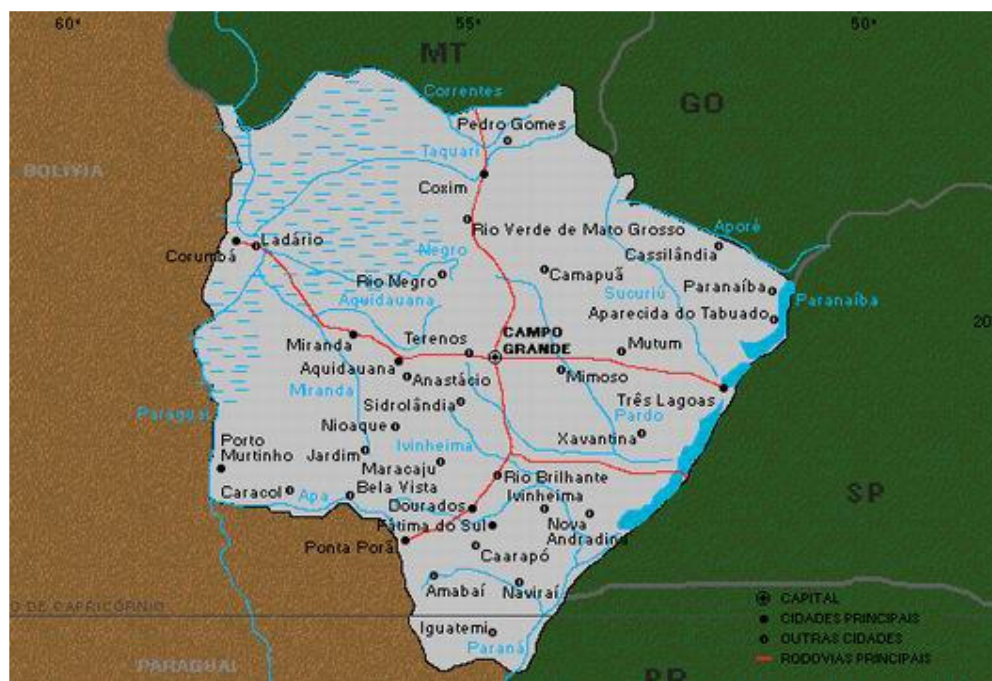 60°
55°
50°
MT
Correntes
GO
Pedro Gomes
Taquari
BOLIVIA
Coxim
Rio Verde de Mato Grosso
Aporé
Ladário
Corumbá
Negro
Cassilândia
Camapuã
Rio Negro
Sucuriú
Paranaíba
Paranaíba
Aquidauana
Aparecida do Tabuado
20
CAMPO
GRANDE
Terenos
Mutum
Miranda
Aquidauana
Anastácio
Mimoso
Miranda
Três Lagoas
Sidrolândia
Paraguai
Pardo
Nioaque
Xavantina
Porto
Murtinho
Ivinheima
Jardim
Maracaju
Rio Brilhante
Caracol
Apa
Bela Vista
Ivinheima
SP
Dourados
Fátima do Sul
Nova
Andradina
Ponta Porã
Caarapó
Amabaí
Naviraí
O DE CAPRICÓRNIO
CAPITAL
CIDADES PRINCIPAIS
Iguatemi
OUTRAS CIDADES
Paraná
RODOVIAS PRINCIPAIS
PARAGUAI
PR